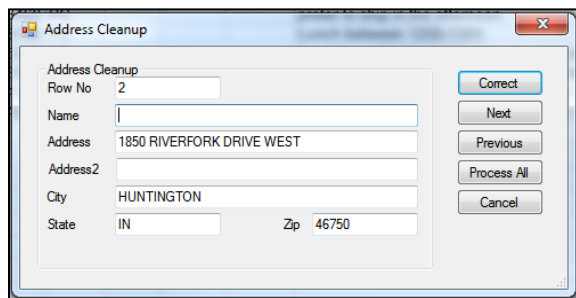 Address Cleanup
Address Cleanup
Row No 2
Name
Address 1850 RIVERFORK DRIVE WEST
Address2
City HUNTINGTON
State IN Zip 46750
Correct
Next
Previous
Process All
Cancel